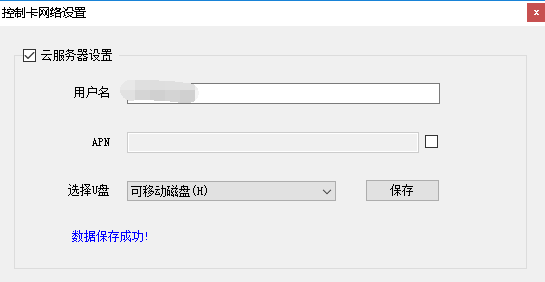 控制卡网络设置
云服务器设置
用户名
APN
选择U盘 可移动磁盘(H) 保存
数据保存成功!